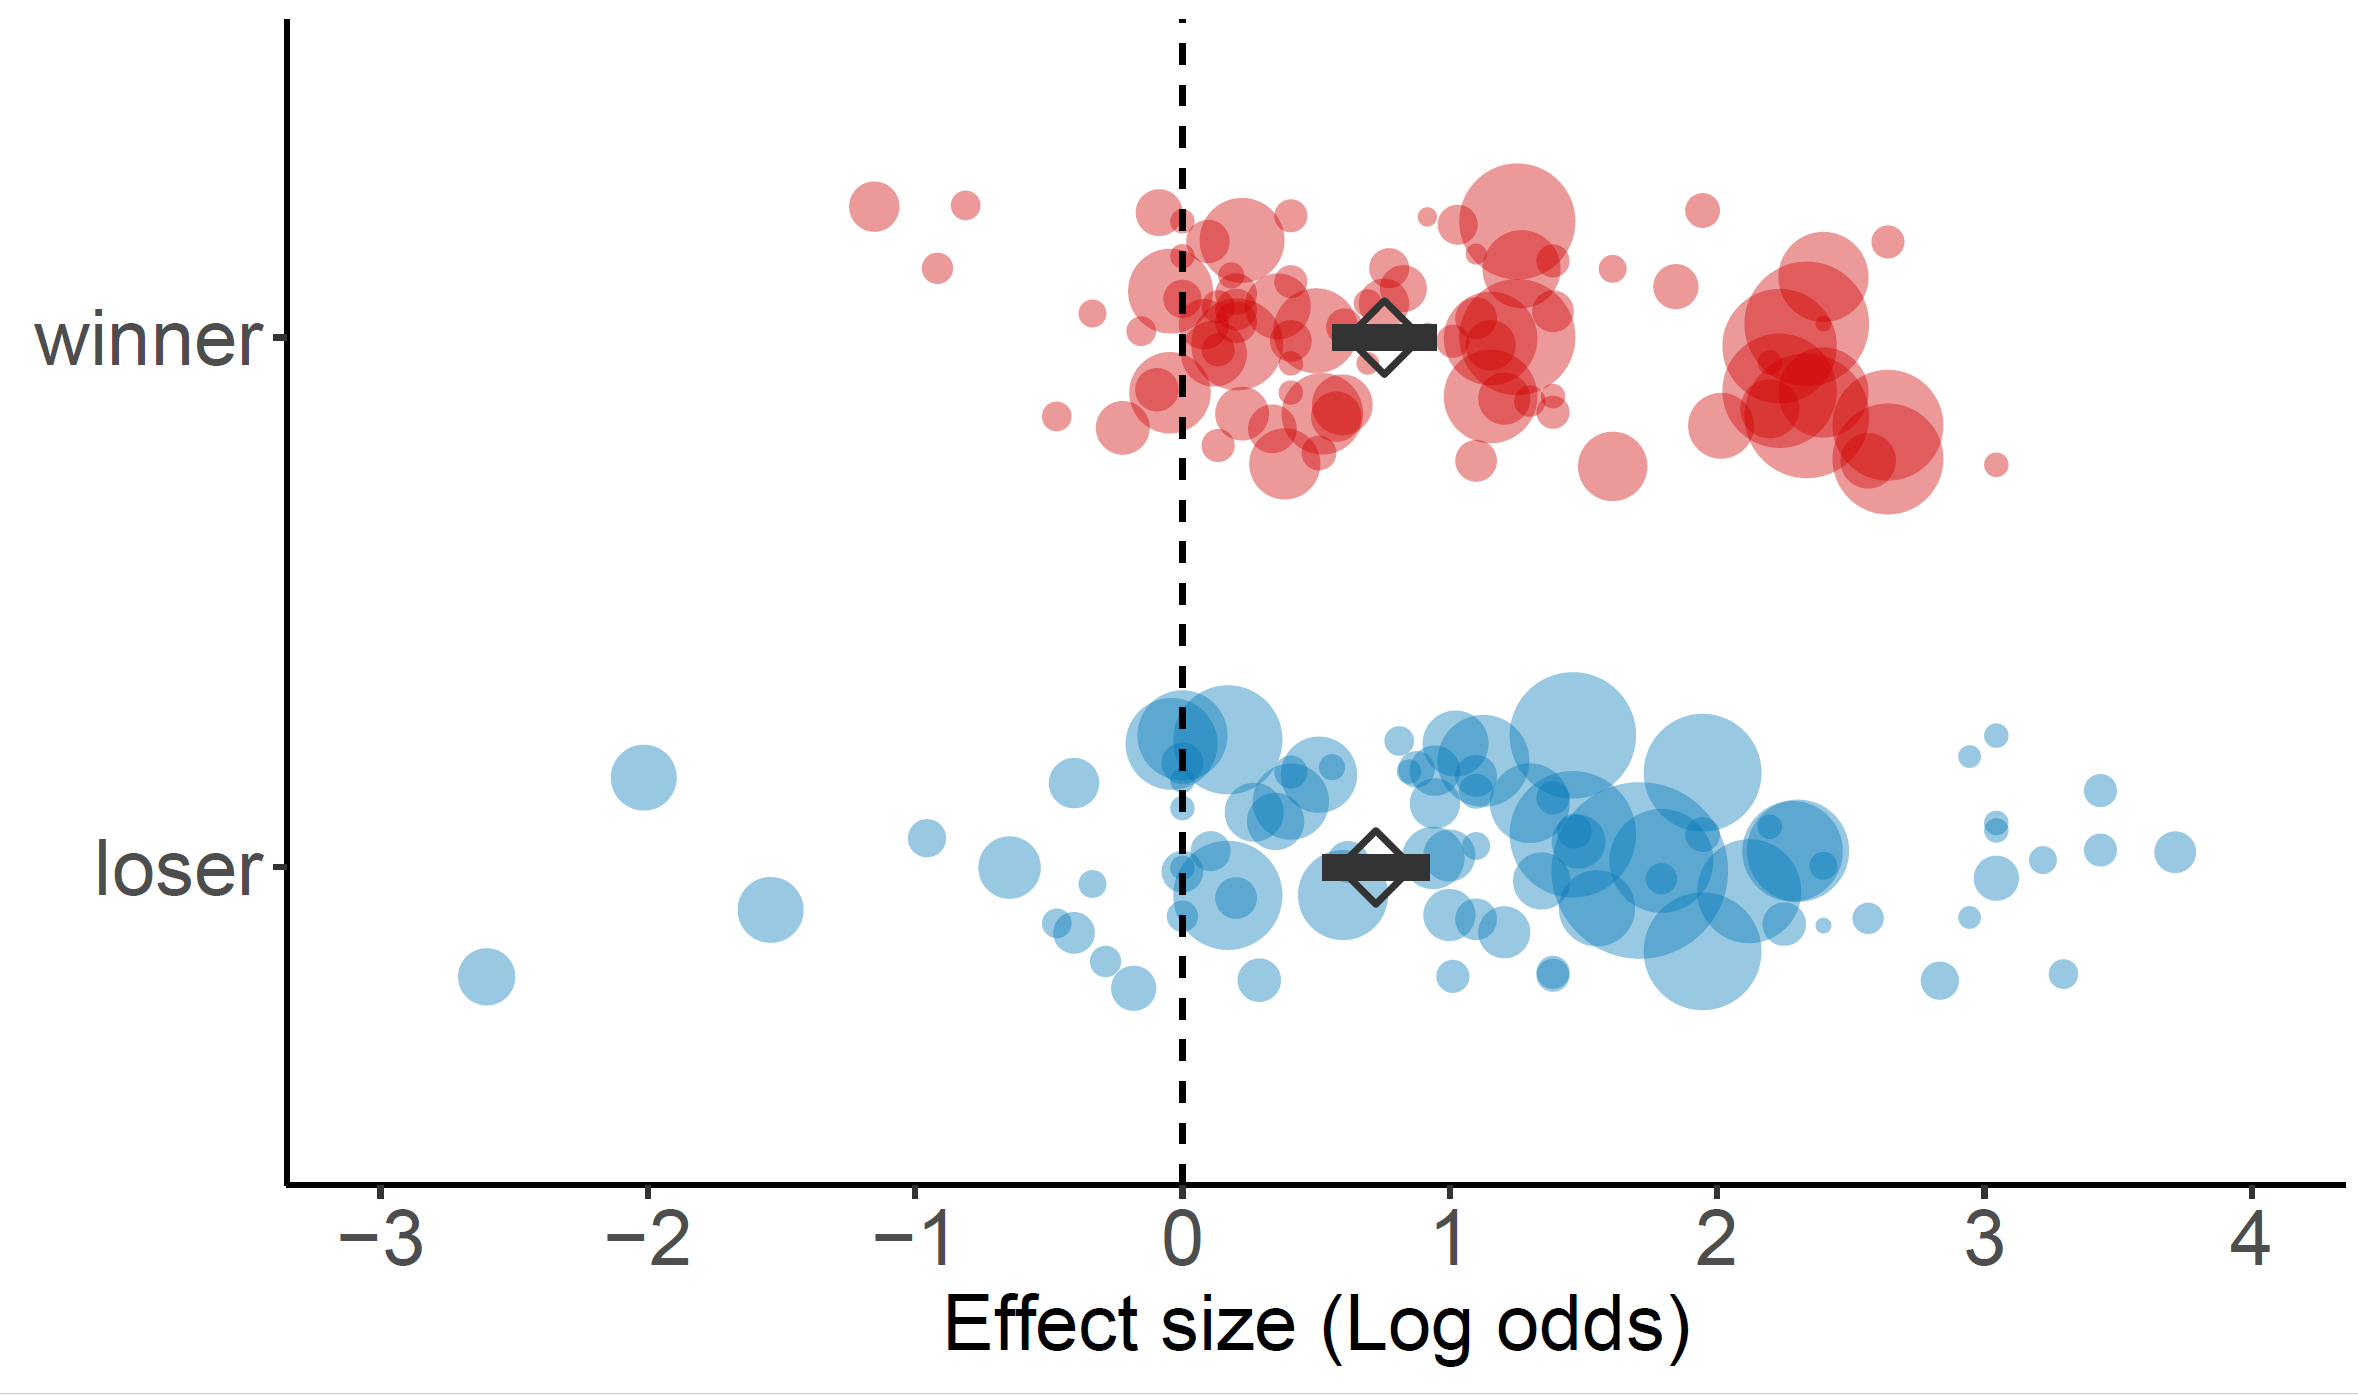 winner
loser
−3 −2 −1 0 1 2 3 4
Effect size (Log odds)